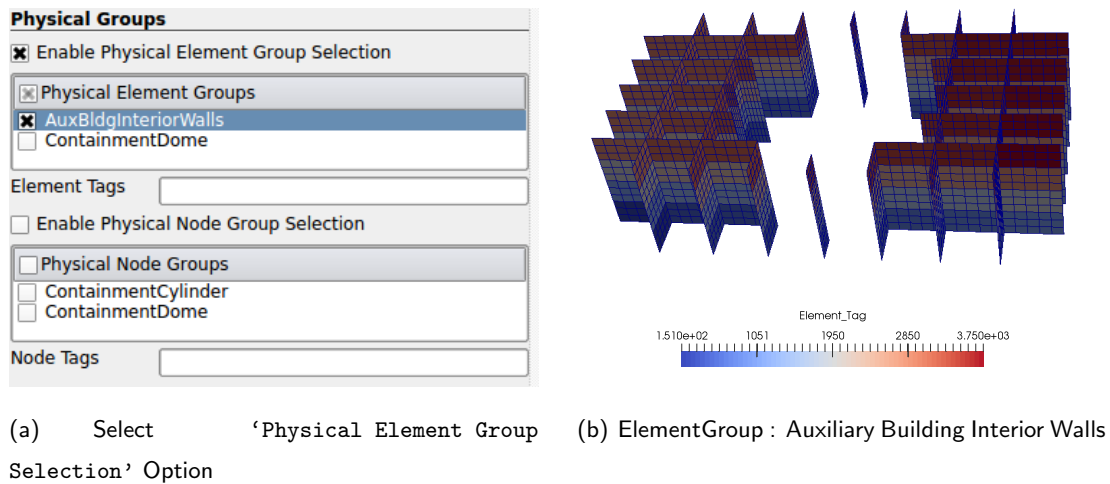 Physical Groups
Enable Physical Element Group Selection
Physical Element Groups
AuxBldgInteriorWalls
ContainmentDome
Element Tags
Enable Physical Node Group Selection
Physical Node Groups
ContainmentCylinder
ContainmentDome
Node Tags
Element_Tag
1.510e+02 1051 1950 2850 3.750e+03
(a) Select ‘Physical Element Group
Selection’ Option
(b) ElementGroup : Auxiliary Building Interior Walls